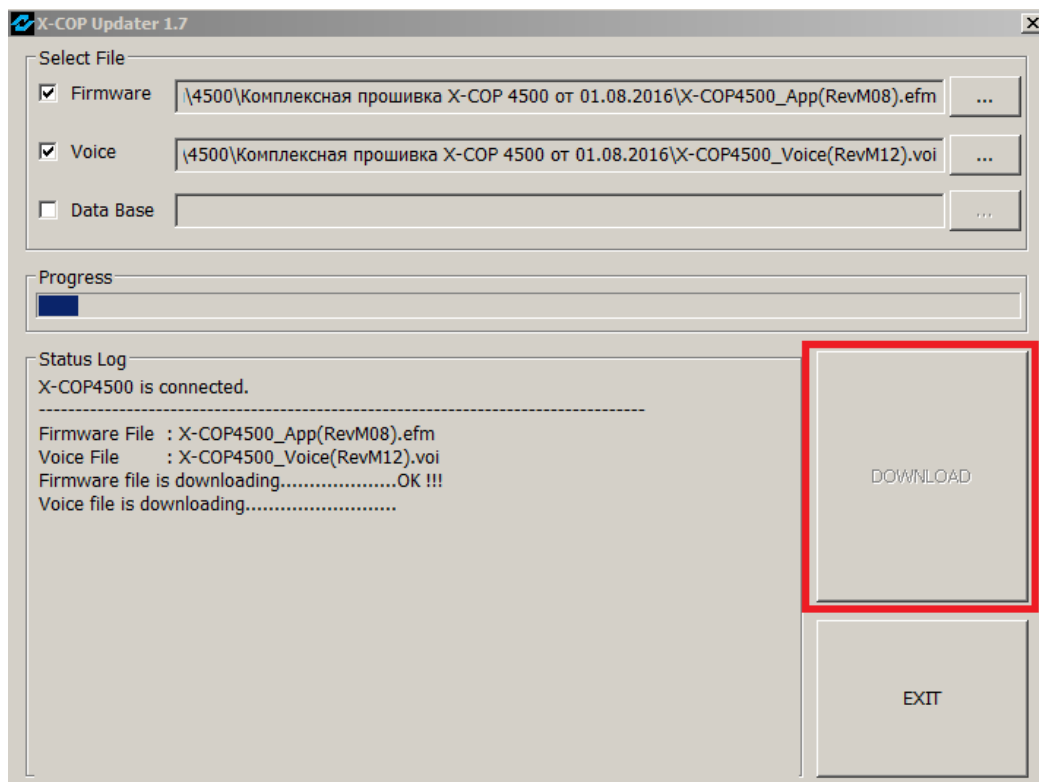 X-COP Updater 1.7
Select File
Firmware \4500\Комплексная прошивка X-COP 4500 от 01.08.2016\X-COP4500_App(RevM08).efm ...
Voice \4500\Комплексная прошивка X-COP 4500 от 01.08.2016\X-COP4500_Voice(RevM12).voi ...
Data Base ...
Progress
Status Log
X-COP4500 is connected.
--------------------------------------------------------------------------------
Firmware File : X-COP4500_App(RevM08).efm
Voice File : X-COP4500_Voice(RevM12).voi
Firmware file is downloading....................OK !!!
Voice file is downloading..........................
DOWNLOAD
EXIT